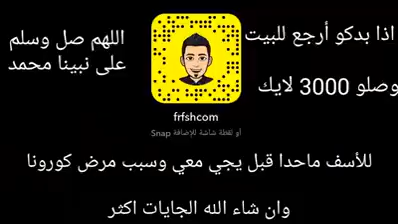 اذا بدكو أرجع للبيت
وصلو 3000 لايك
اللهم صل وسلم
على نبينا محمد
frfshcom
أو لقطة شاشة للإضافة Snap
للأسف ماحدا قبل يجي معي وسبب مرض كورونا
وان شاء الله الجايات اكثر